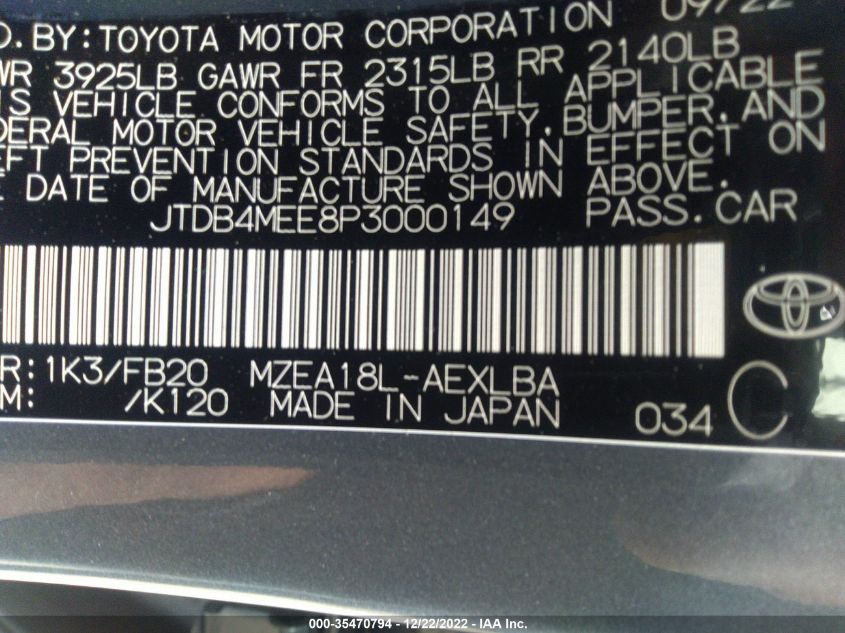 D. BY: TOYOTA MOTOR CORPORATION 09/22
WR 3925LB GAWR FR 2315LB RR 2140LB
IS VEHICLE CONFORMS TO ALL APPLICABLE
DERAL MOTOR VEHICLE SAFETY, BUMPER, AND
EFT PREVENTION STANDARDS IN EFFECT ON
E DATE OF MANUFACTURE SHOWN ABOVE.
JTDB4MEE8P3000149 PASS. CAR
R: 1K3/FB20 MZEA18L-AEXLBA
M: /K120 MADE IN JAPAN 034 C
000-35470794 - 12/22/2022 - IAA Inc.